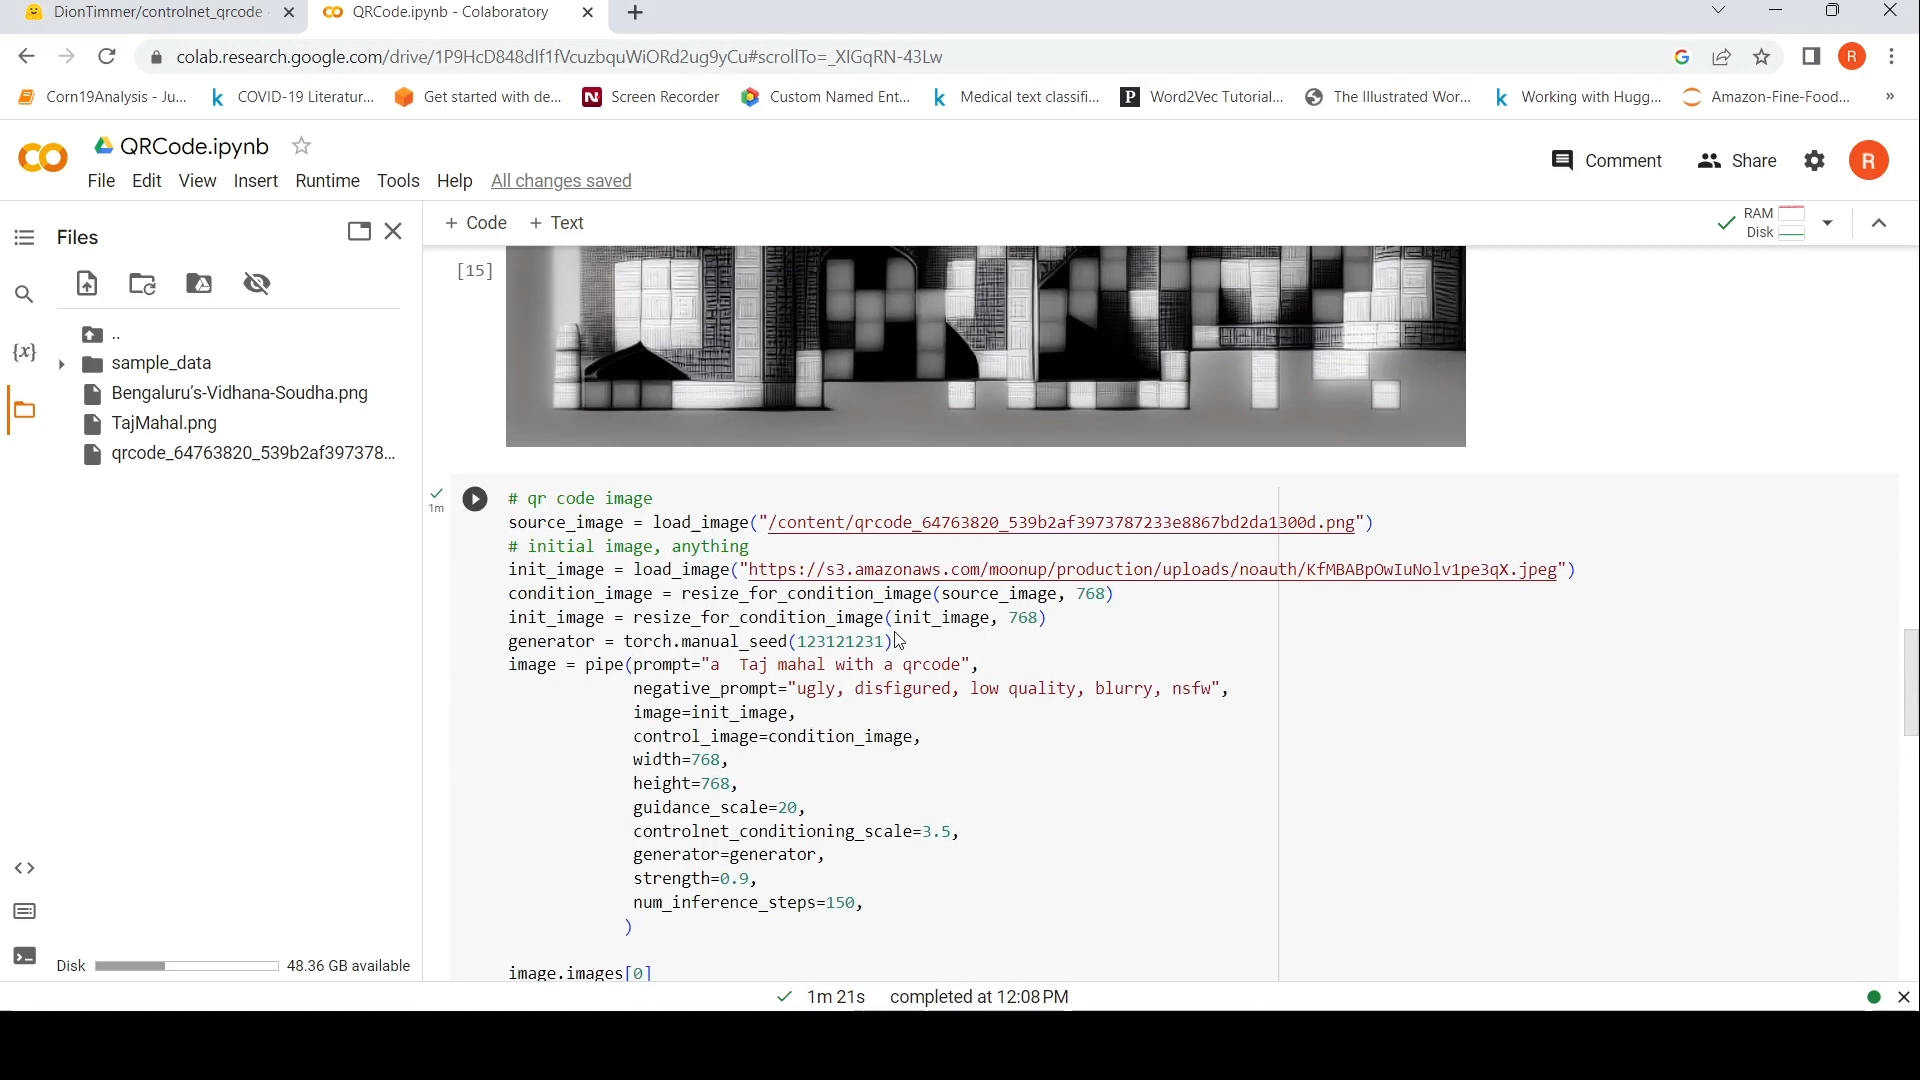 DionTimmer/controlnet_qrcode
QRCode.ipynb - Colaboratory
colab.research.google.com/drive/1P9HcD848dIf1fVcuzbquWiORd2ug9yCu#scrollTo=_XIGqRN-43Lw
R
Corn19Analysis - Ju...
COVID-19 Literatur...
Get started with de...
Screen Recorder
Custom Named Ent...
Medical text classifi...
Word2Vec Tutorial...
The Illustrated Wor...
Working with Hugg...
Amazon-Fine-Food...
»
QRCode.ipynb
Comment
Share
R
File Edit View Insert Runtime Tools Help All changes saved
Files
+ Code + Text
RAM
Disk
[15]
{x}
..
sample_data
Bengaluru's-Vidhana-Soudha.png
TajMahal.png
qrcode_64763820_539b2af397378...
1m
# qr code image
source_image = load_image("/content/qrcode_64763820_539b2af3973787233e8867bd2da1300d.png")
# initial image, anything
init_image = load_image("https://s3.amazonaws.com/moonup/production/uploads/noauth/KfMBABpOwIuNolv1pe3qX.jpeg")
condition_image = resize_for_condition_image(source_image, 768)
init_image = resize_for_condition_image(init_image, 768)
generator = torch.manual_seed(123121231)
image = pipe(prompt="a  Taj mahal with a qrcode",
negative_prompt="ugly, disfigured, low quality, blurry, nsfw",
image=init_image,
control_image=condition_image,
width=768,
height=768,
guidance_scale=20,
controlnet_conditioning_scale=3.5,
generator=generator,
strength=0.9,
num_inference_steps=150,
)
image.images[0]
<>
Disk
48.36 GB available
1m 21s completed at 12:08 PM